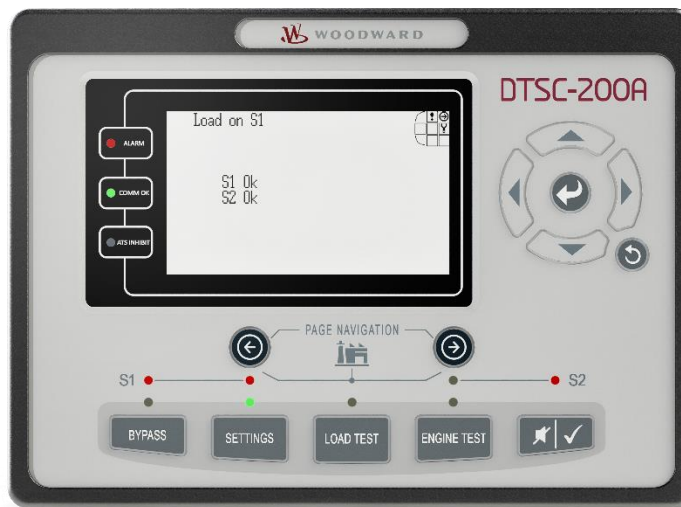 WOODWARD
DTSC-200A
Load on S1
ALARM
S1 Ok
COMM OK
S2 Ok
ATS INHIBIT
PAGE NAVIGATION
S1
S2
BYPASS
SETTINGS
LOAD TEST
ENGINE TEST